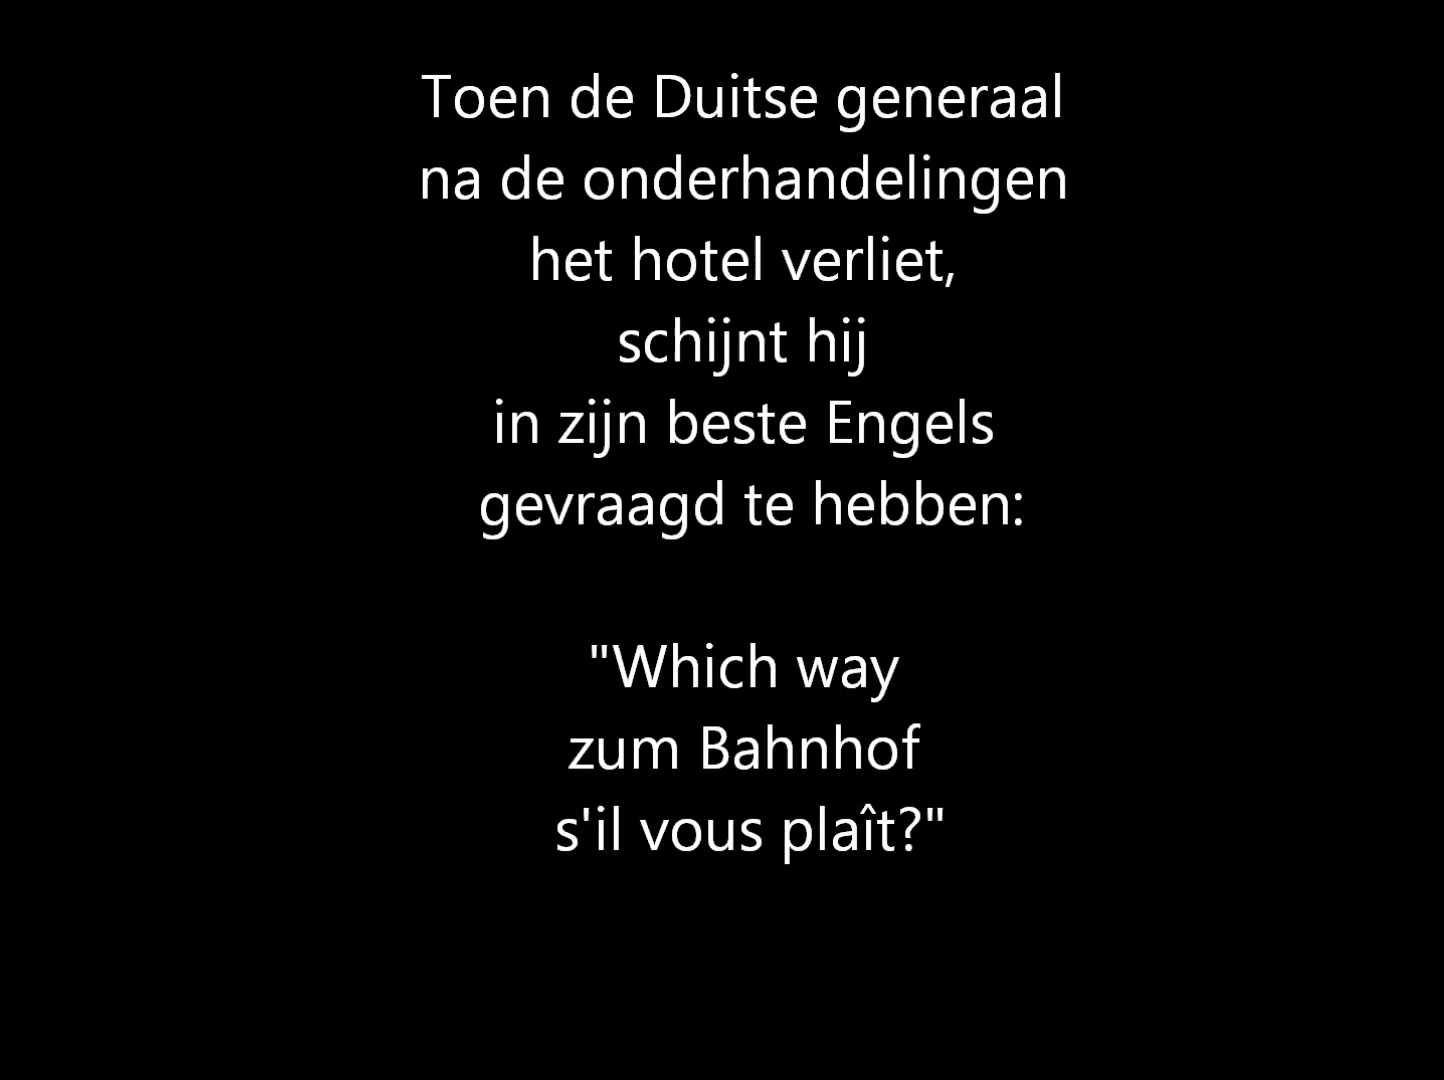 Toen de Duitse generaal
na de onderhandelingen
het hotel verliet,
schijnt hij
in zijn beste Engels
gevraagd te hebben:
"Which way
zum Bahnhof
s'il vous plaît?"